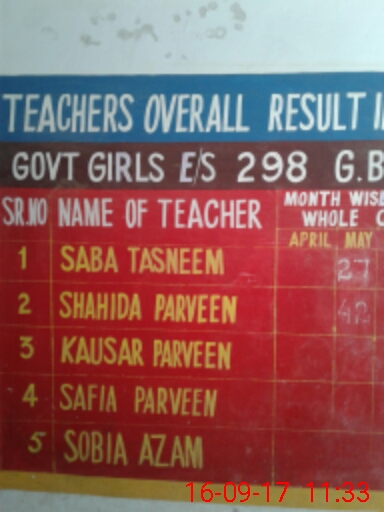 TEACHERS OVERALL RESULT I
GOVT GIRLS E/S 298 G.B
SR.NO NAME OF TEACHER MONTH WISE
WHOLE C
APRIL MAY
1 SABA TASNEEM 27
2 SHAHIDA PARVEEN 42
3 KAUSAR PARVEEN
4 SAFIA PARVEEN
5 SOBIA AZAM
16-09-17 11:33